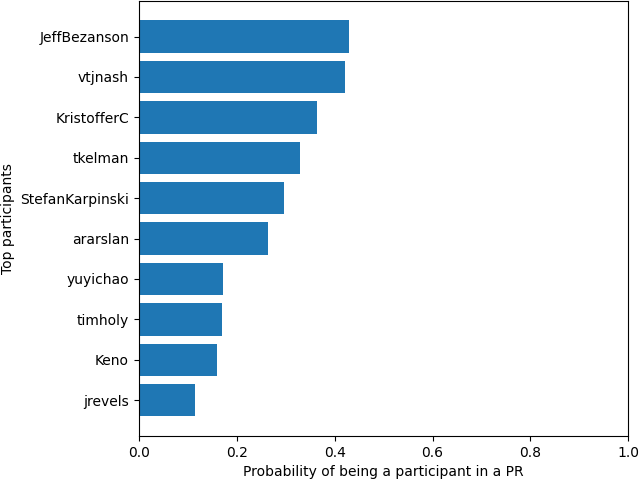 JeffBezanson
vtjnash
KristofferC
tkelman
StefanKarpinski
ararslan
yuyichao
timholy
Keno
jrevels
Top participants
0.0 0.2 0.4 0.6 0.8 1.0
Probability of being a participant in a PR